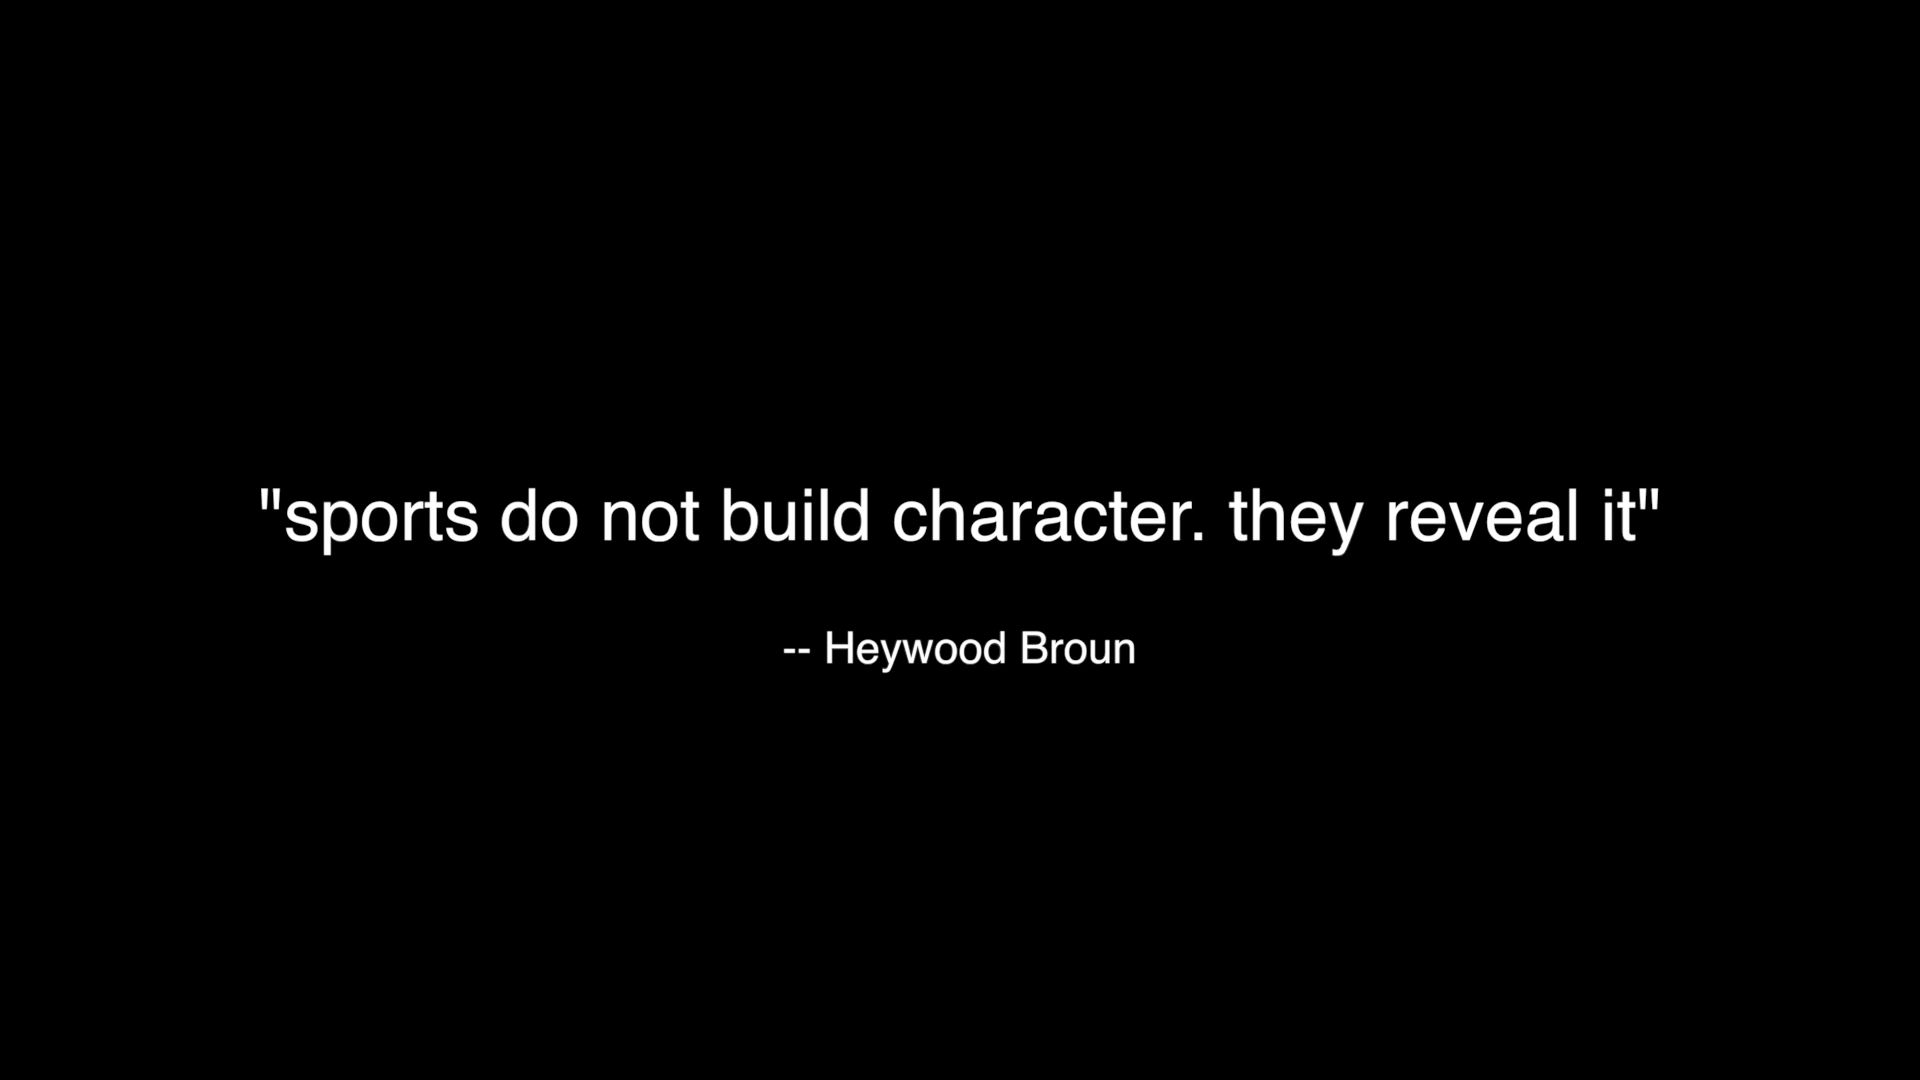 "sports do not build character. they reveal it"
-- Heywood Broun